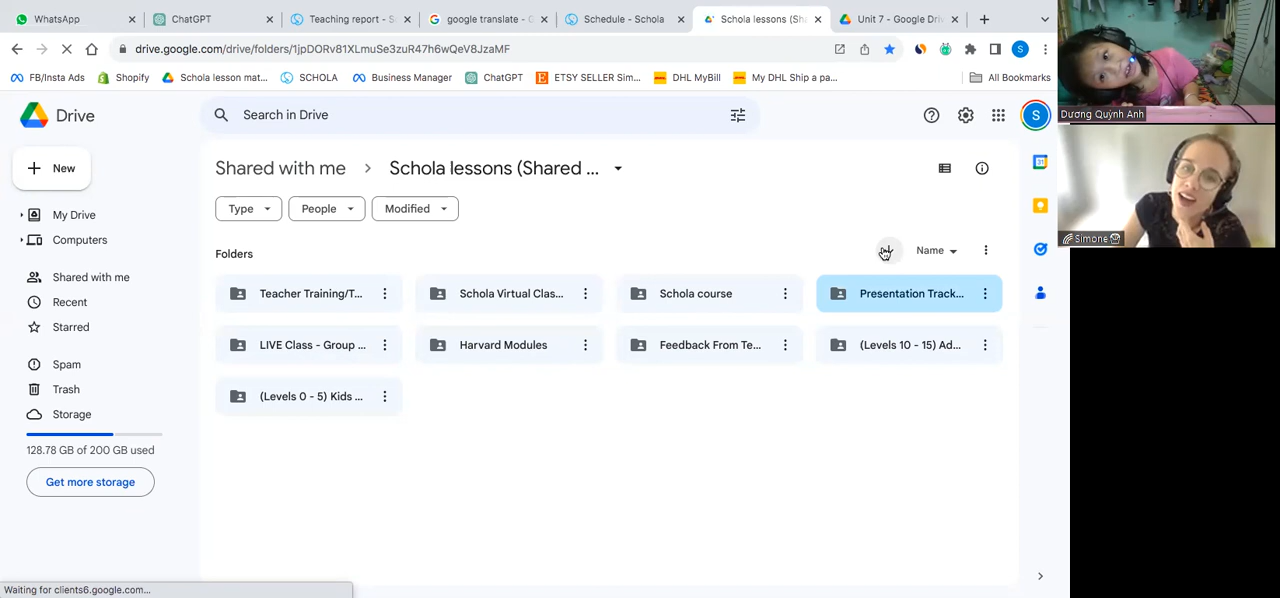 WhatsApp
ChatGPT
Teaching report - S
google translate - G
Schedule - Schola
Schola lessons (Sha
Unit 7 - Google Driv
drive.google.com/drive/folders/1jpDORv81XLmuSe3zuR47h6wQeV8JzaMF
FB/Insta Ads
Shopify
Schola lesson mat...
SCHOLA
Business Manager
ChatGPT
ETSY SELLER Sim...
DHL MyBill
My DHL Ship a pa...
All Bookmarks
Drive
Search in Drive
S
New
Shared with me > Schola lessons (Shared ...
My Drive
Computers
Type
People
Modified
Shared with me
Recent
Starred
Spam
Trash
Storage
128.78 GB of 200 GB used
Get more storage
Folders
Name
Teacher Training/T...
Schola Virtual Clas...
Schola course
Presentation Track...
LIVE Class - Group ...
Harvard Modules
Feedback From Te...
(Levels 10 - 15) Ad...
(Levels 0 - 5) Kids ...
Waiting for clients6.google.com...
Dương Quỳnh Anh
Simone
31